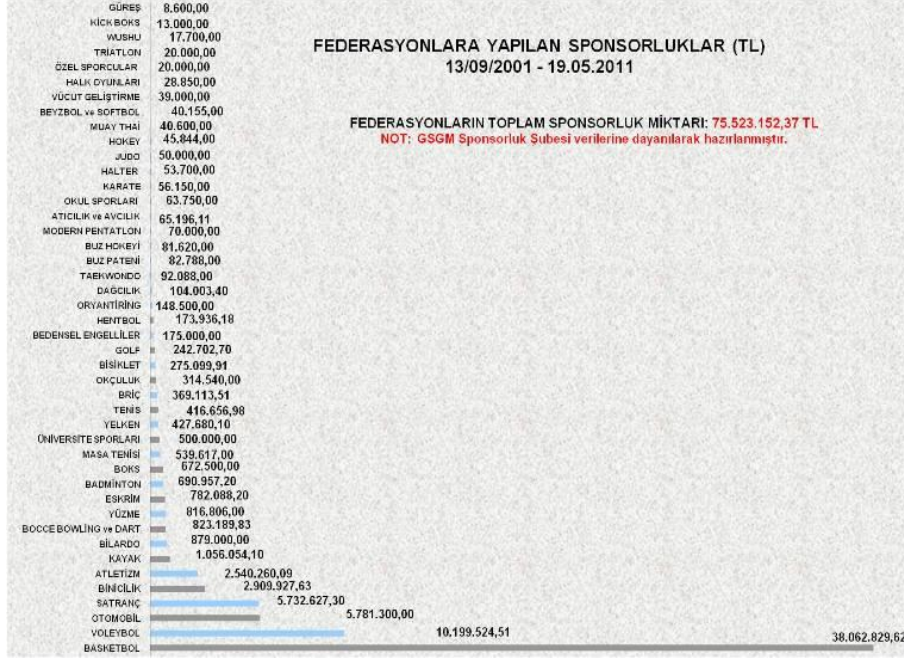 FEDERASYONLARA YAPILAN SPONSORLUKLAR (TL)
13/09/2001 - 19.05.2011
FEDERASYONLARIN TOPLAM SPONSORLUK MİKTARI: 75.523.152,37 TL
NOT: GSGM Sponsorluk Şubesi verilerine dayanılarak hazırlanmıştır.
GÜREŞ 8.600,00
KİCK BOKS 13.000,00
WUSHU 17.700,00
TRİATLON 20.000,00
ÖZEL SPORCULAR 20.000,00
HALK OYUNLARI 28.850,00
VÜCUT GELİŞTİRME 39.000,00
BEYZBOL ve SOFTBOL 40.155,00
MUAY THAİ 40.600,00
HOKEY 45.844,00
JUDO 50.000,00
HALTER 53.700,00
KARATE 56.150,00
OKUL SPORLARI 63.750,00
ATICILIK ve AVCILIK 65.196,11
MODERN PENTATLON 70.000,00
BUZ HOKEYİ 81.620,00
BUZ PATENİ 82.788,00
TAEKWONDO 92.088,00
DAĞCILIK 104.003,40
ORYANTİRİNG 148.500,00
HENTBOL 173.936,18
BEDENSEL ENGELLİLER 175.000,00
GOLF 242.702,70
BİSİKLET 275.099,91
OKÇULUK 314.540,00
BRİÇ 369.113,51
TENİS 416.656,98
YELKEN 427.680,10
ÜNİVERSİTE SPORLARI 500.000,00
MASA TENİSİ 539.617,00
BOKS 672.500,00
BADMİNTON 690.957,20
ESKRİM 782.088,20
YÜZME 816.806,00
BOCCE BOWLİNG ve DART 823.189,83
BİLARDO 879.000,00
KAYAK 1.056.054,10
ATLETİZM 2.540.260,09
BİNİCİLİK 2.909.927,63
SATRANÇ 5.732.627,30
OTOMOBİL 5.781.300,00
VOLEYBOL 10.199.524,51
BASKETBOL 38.062.829,62